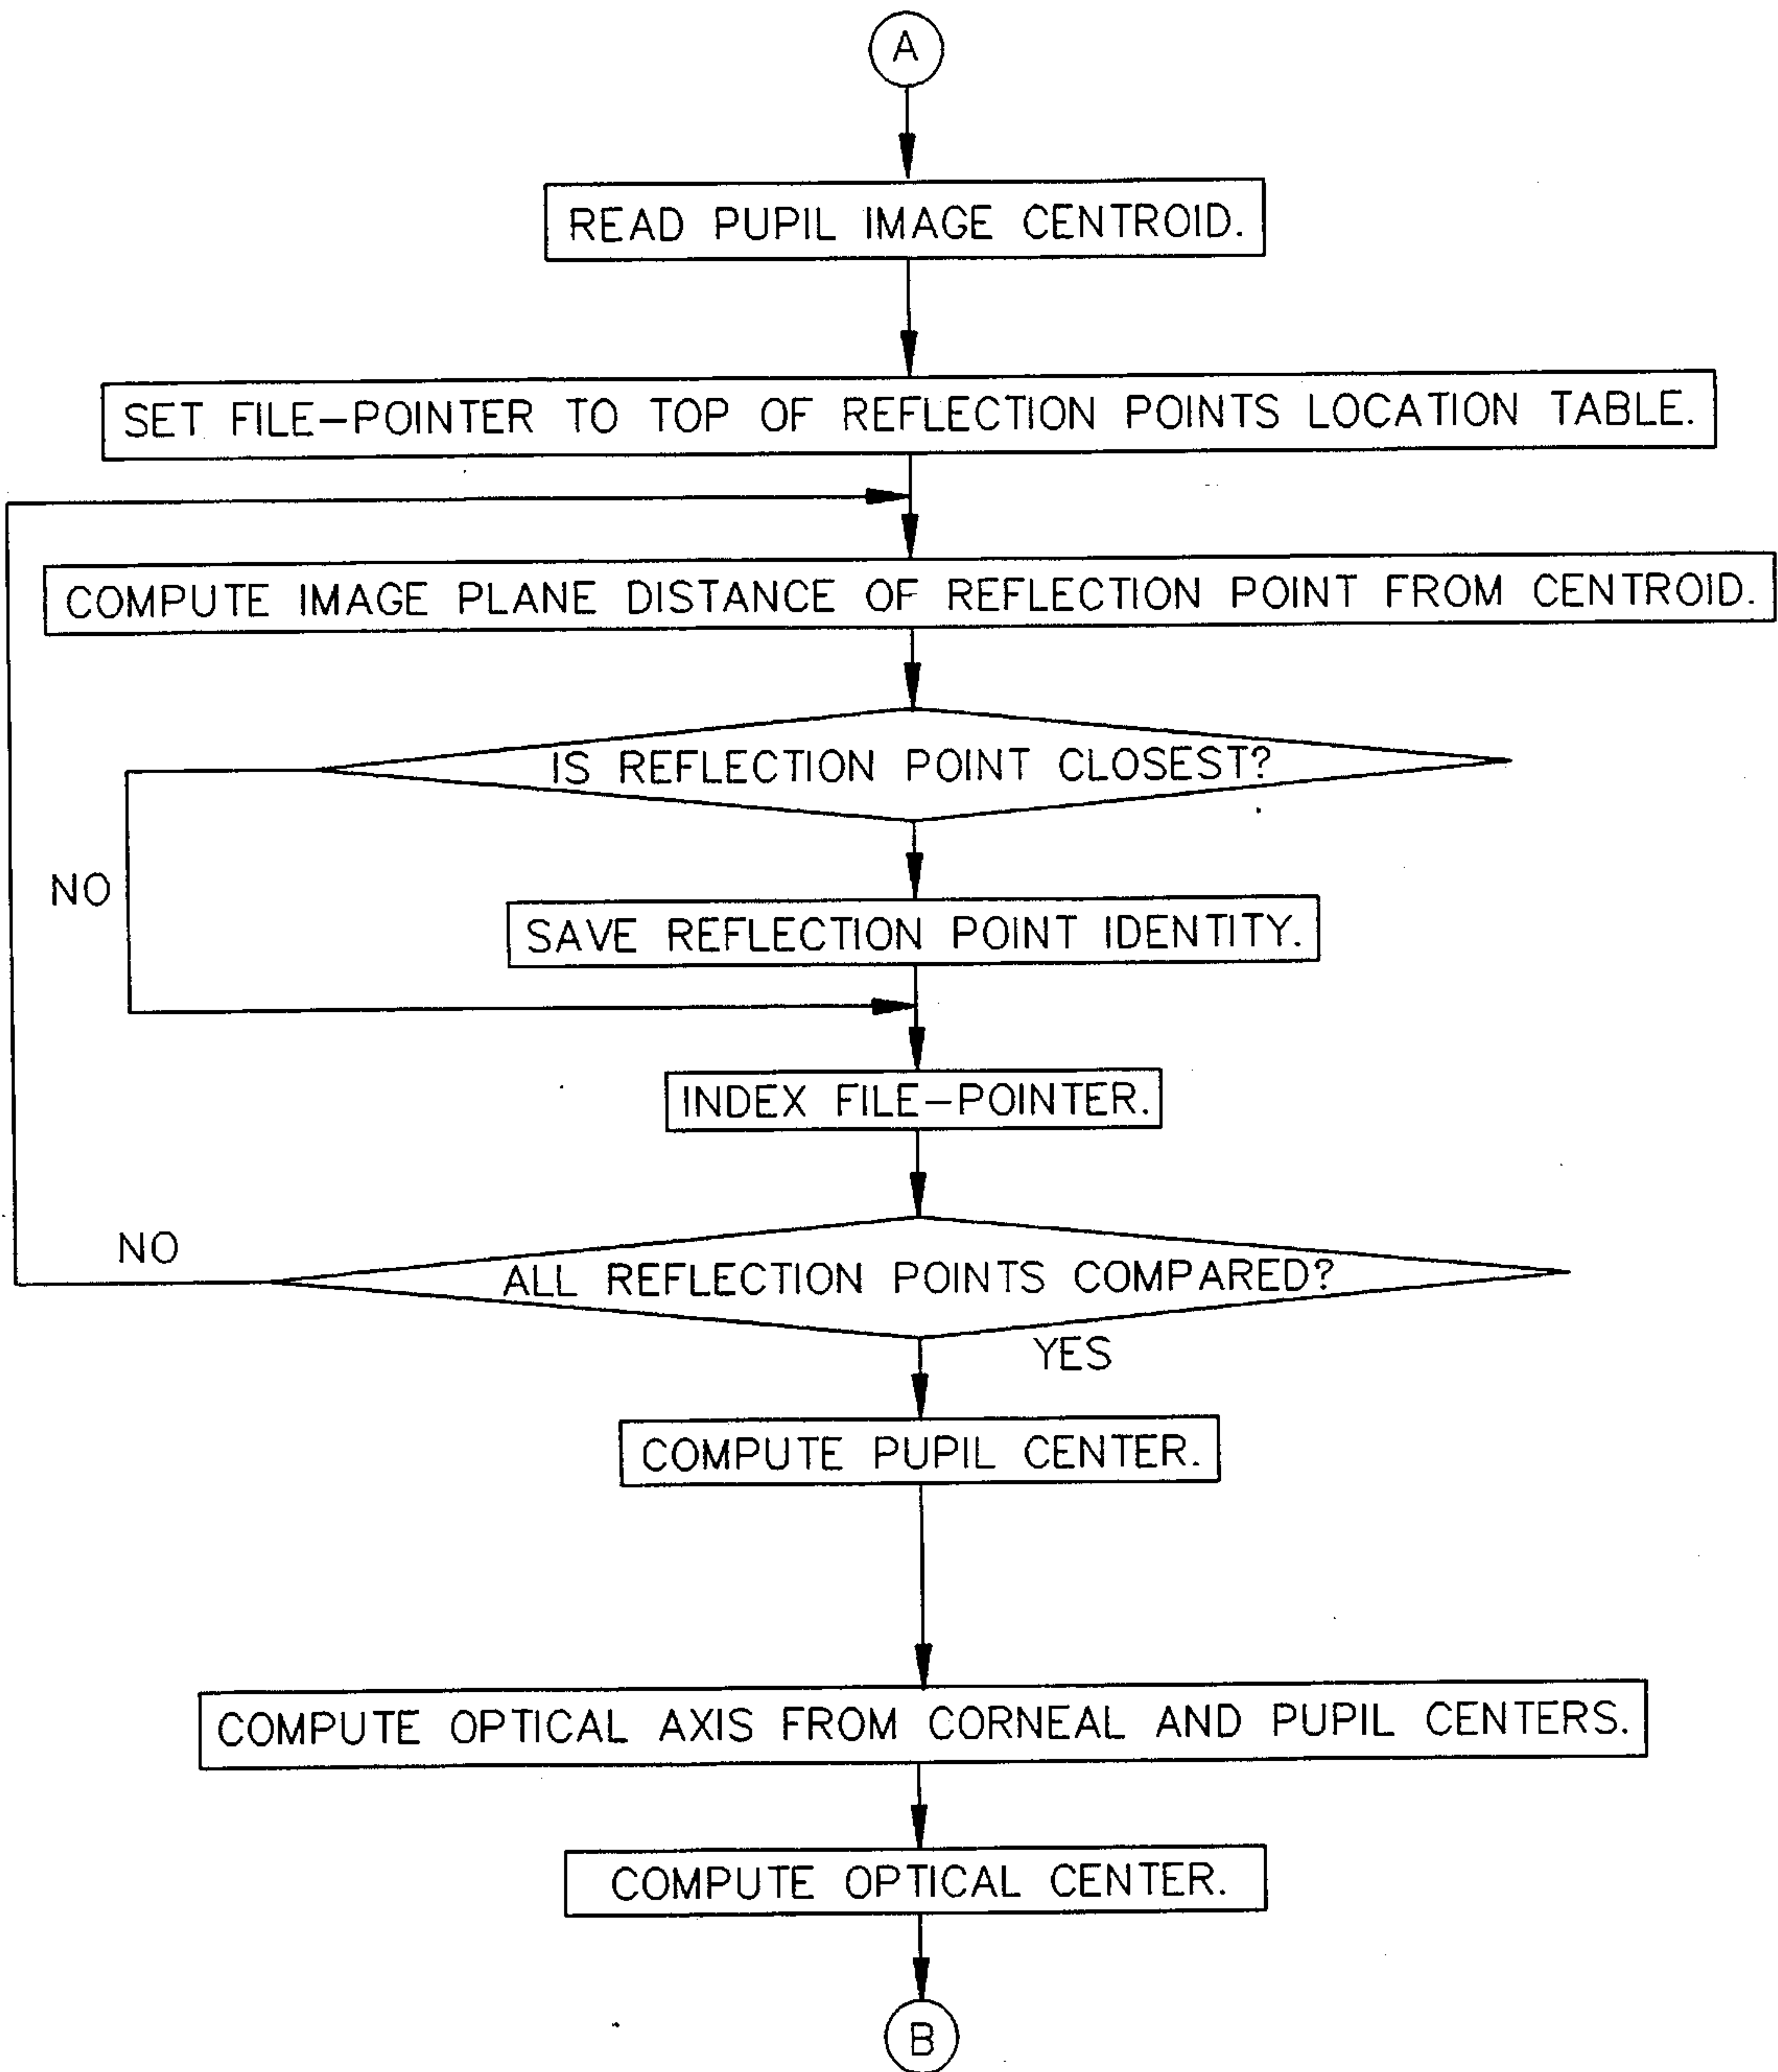 A
READ PUPIL IMAGE CENTROID.
SET FILE-POINTER TO TOP OF REFLECTION POINTS LOCATION TABLE.
COMPUTE IMAGE PLANE DISTANCE OF REFLECTION POINT FROM CENTROID.
IS REFLECTION POINT CLOSEST?
NO
SAVE REFLECTION POINT IDENTITY.
INDEX FILE-POINTER.
NO
ALL REFLECTION POINTS COMPARED?
YES
COMPUTE PUPIL CENTER.
COMPUTE OPTICAL AXIS FROM CORNEAL AND PUPIL CENTERS.
COMPUTE OPTICAL CENTER.
B